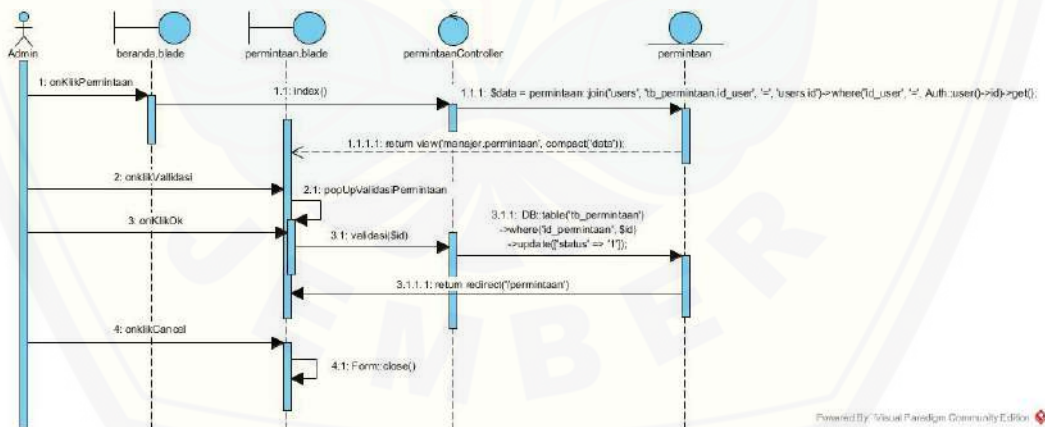 Admin
beranda.blade
permintaan.blade
permintaanController
permintaan
1: onKlikPermintaan
1.1: index()
1.1.1: $data = permintaan::join('users', 'tb_permintaan.id_user', '=', 'users.id')->where('id_user', '=', Auth::user()->id)->get();
1.1.1.1: return view('manajer.permintaan', compact('data'));
2: onklikValidasi
2.1: popUpValidasiPermintaan
3: onKlikOk
3.1: validasi($id)
3.1.1: DB::table('tb_permintaan')
->where('id_permintaan', $id)
->update(['status' => '1']);
3.1.1.1: return redirect('/permintaan')
4: onklikCancel
4.1: Form::close()
EMBER
Powered By Visual Paradigm Community Edition